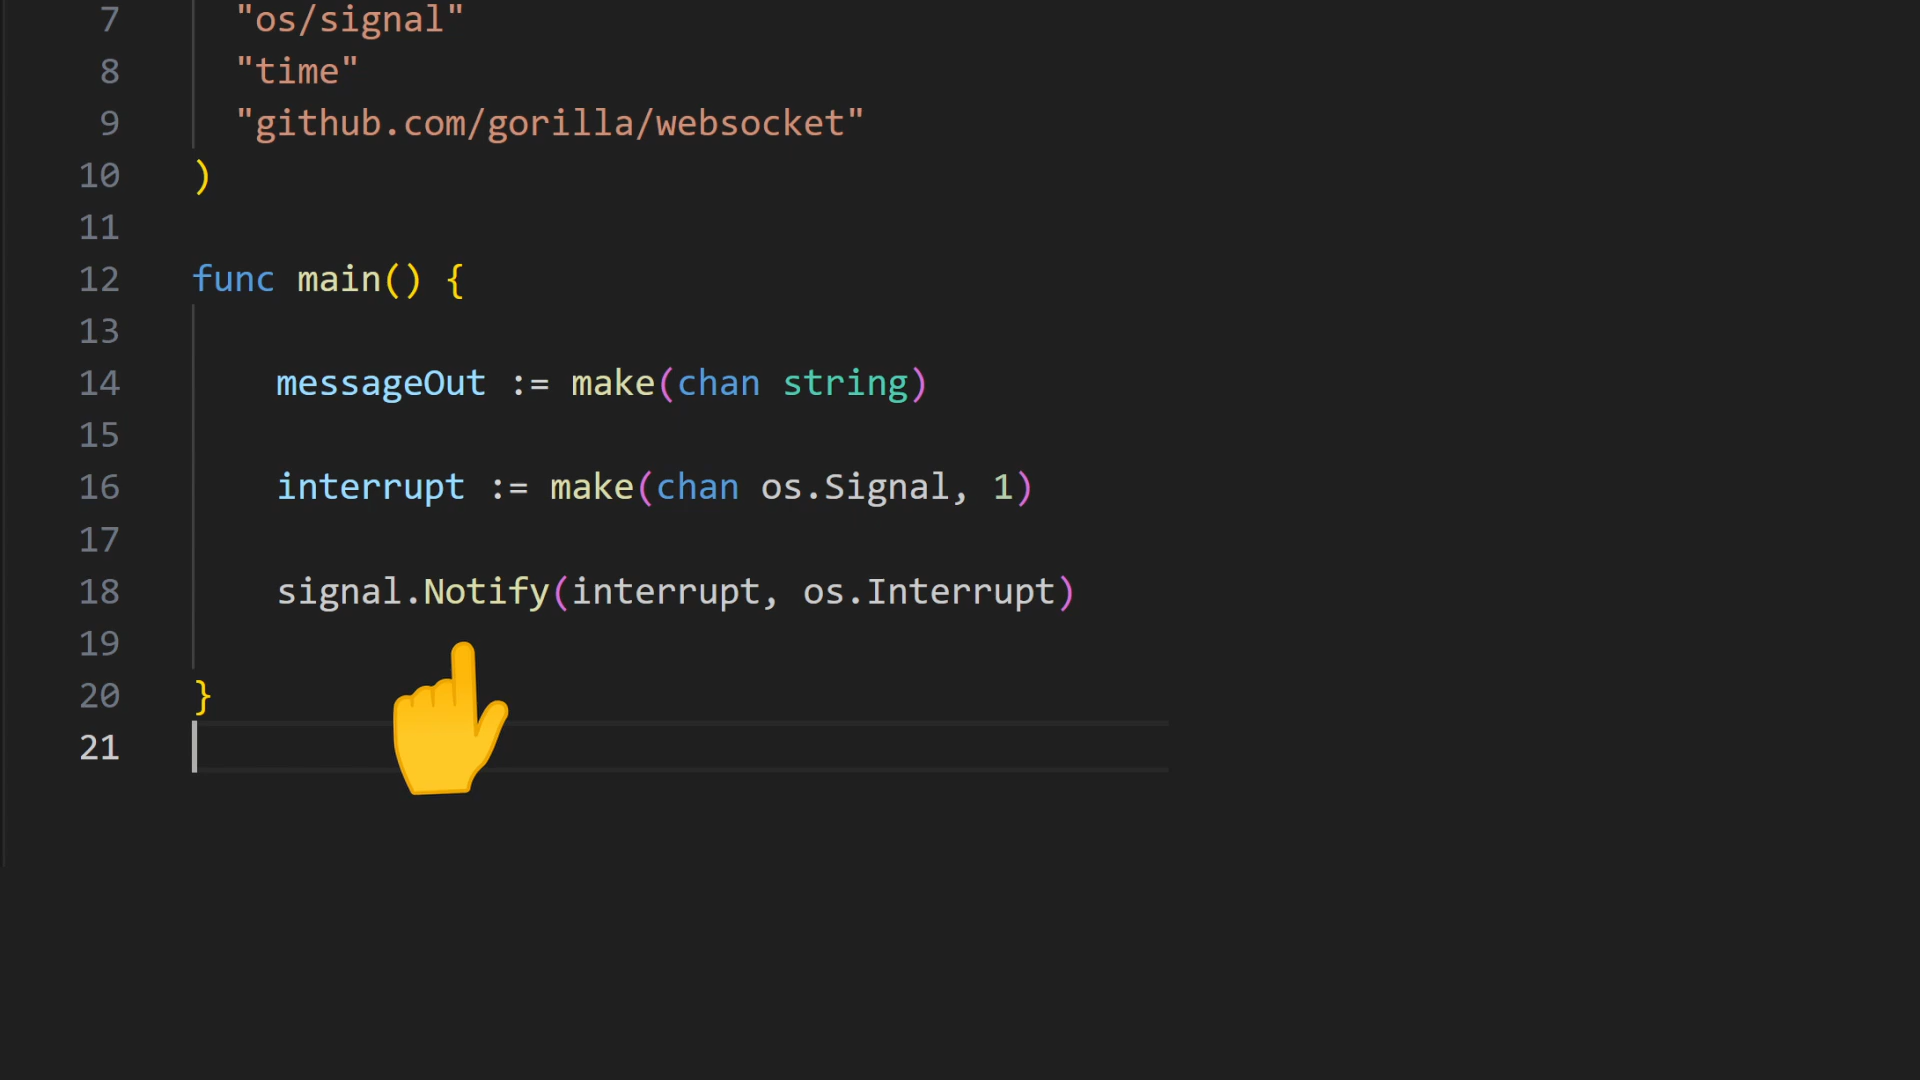 7 "os/signal"
8 "time"
9 "github.com/gorilla/websocket"
10 )
11
12 func main() {
13
14 messageOut := make(chan string)
15
16 interrupt := make(chan os.Signal, 1)
17
18 signal.Notify(interrupt, os.Interrupt)
19
20 }
21